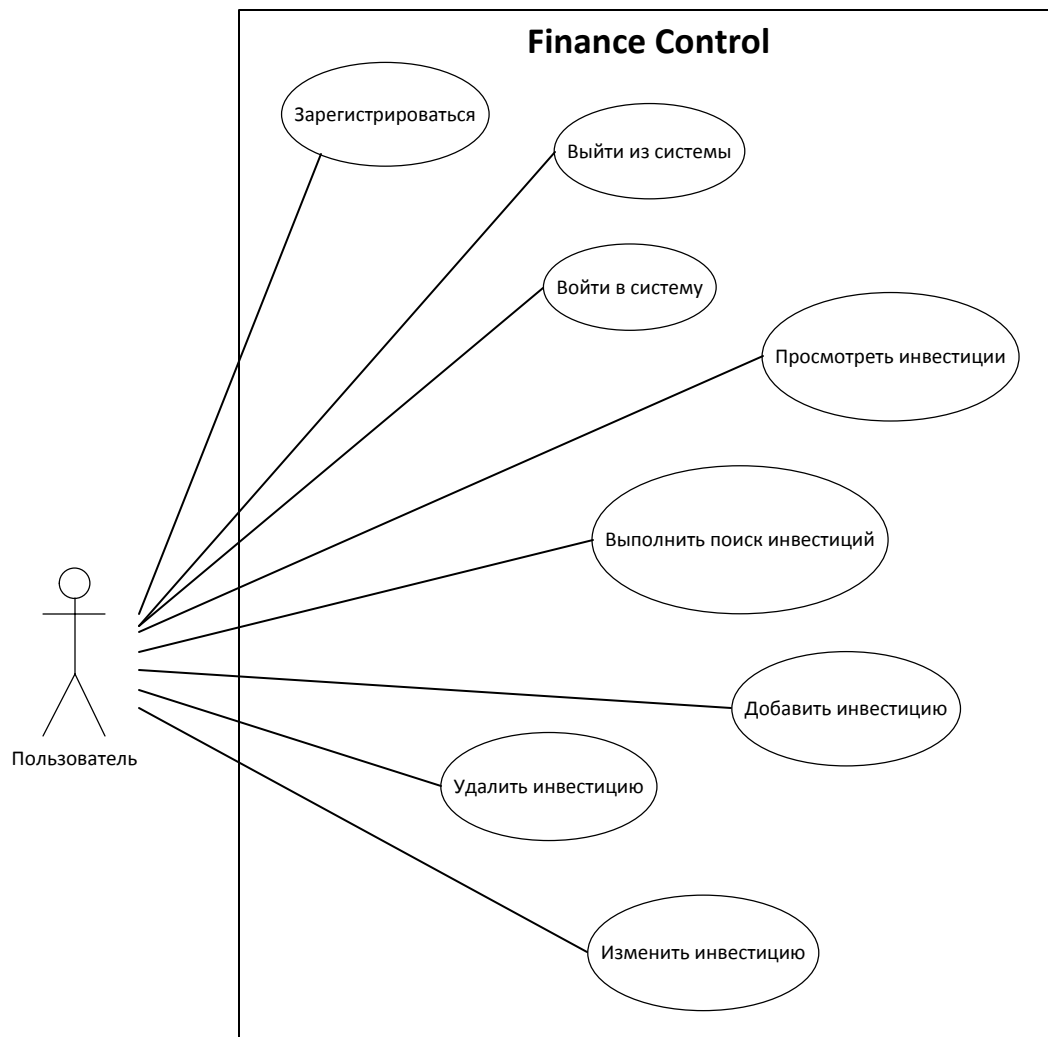 Finance Control
Зарегистрироваться
Выйти из системы
Войти в систему
Просмотреть инвестиции
Выполнить поиск инвестиций
Добавить инвестицию
Пользователь
Удалить инвестицию
Изменить инвестицию